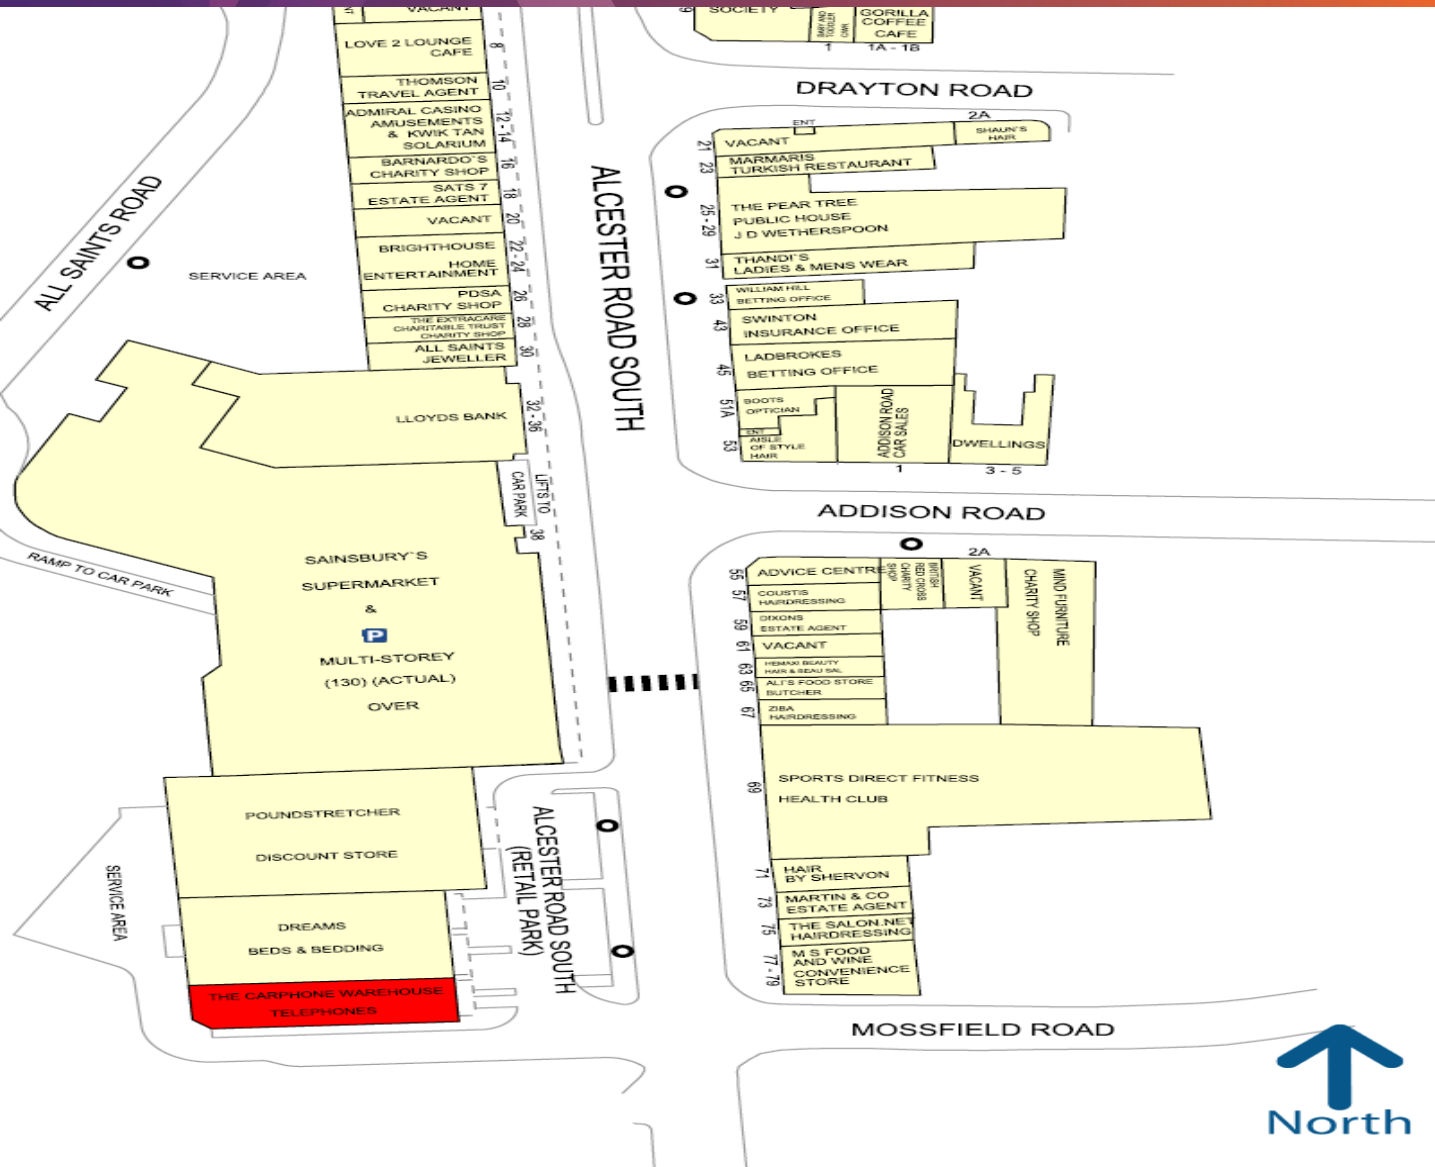 VACANT
LOVE 2 LOUNGE
CAFE
8
THOMSON
TRAVEL AGENT
10
ADMIRAL CASINO
AMUSEMENTS
& KWIK TAN
SOLARIUM
12-14
BARNARDO`S
CHARITY SHOP
16
SATS 7
ESTATE AGENT
18
VACANT
20
BRIGHTHOUSE
HOME
ENTERTAINMENT
22-24
PDSA
CHARITY SHOP
26
THE EXTRACARE
CHARITABLE TRUST
CHARITY SHOP
28
ALL SAINTS
JEWELLER
30
LLOYDS BANK
32-36
LIFTS TO
CAR PARK
38
SAINSBURY`S
SUPERMARKET
&
P
MULTI-STOREY
(130) (ACTUAL)
OVER
ALL SAINTS ROAD
SERVICE AREA
RAMP TO CAR PARK
POUNDSTRETCHER
DISCOUNT STORE
SERVICE AREA
DREAMS
BEDS & BEDDING
THE CARPHONE WAREHOUSE
TELEPHONES
ALCESTER ROAD SOUTH
ALCESTER ROAD SOUTH
(RETAIL PARK)
SOCIETY
BABY AND
TODDLER
OWN
GORILLA
COFFEE
CAFE
1
1A - 1B
DRAYTON ROAD
2A
ENT
21
VACANT
SHAUN'S
HAIR
23
MARMARIS
TURKISH RESTAURANT
25 - 29
THE PEAR TREE
PUBLIC HOUSE
J D WETHERSPOON
31
THANDI`S
LADIES & MENS WEAR
33
WILLIAM HILL
BETTING OFFICE
43
SWINTON
INSURANCE OFFICE
45
LADBROKES
BETTING OFFICE
51A
BOOTS
OPTICIAN
ENT
53
AISLE
OF STYLE
HAIR
ADDISON ROAD
CAR SALES
DWELLINGS
1
3 - 5
ADDISON ROAD
2A
55
ADVICE CENTRE
BRITISH
RED CROSS
CHARITY
SHOP
VACANT
MIND FURNITURE
CHARITY SHOP
57
COUSTIS
HAIRDRESSING
59
DIXONS
ESTATE AGENT
61
VACANT
63
HEMAXI BEAUTY
HAIR & BEAU SAL
65
ALI'S FOOD STORE
BUTCHER
67
ZIBA
HAIRDRESSING
69
SPORTS DIRECT FITNESS
HEALTH CLUB
71
HAIR
BY SHERVON
73
MARTIN & CO
ESTATE AGENT
75
THE SALON.NET
HAIRDRESSING
77 - 79
M S FOOD
AND WINE
CONVENIENCE
STORE
MOSSFIELD ROAD
North